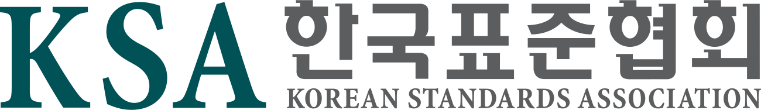 KSA
한국표준협회
KOREAN STANDARDS ASSOCIATION